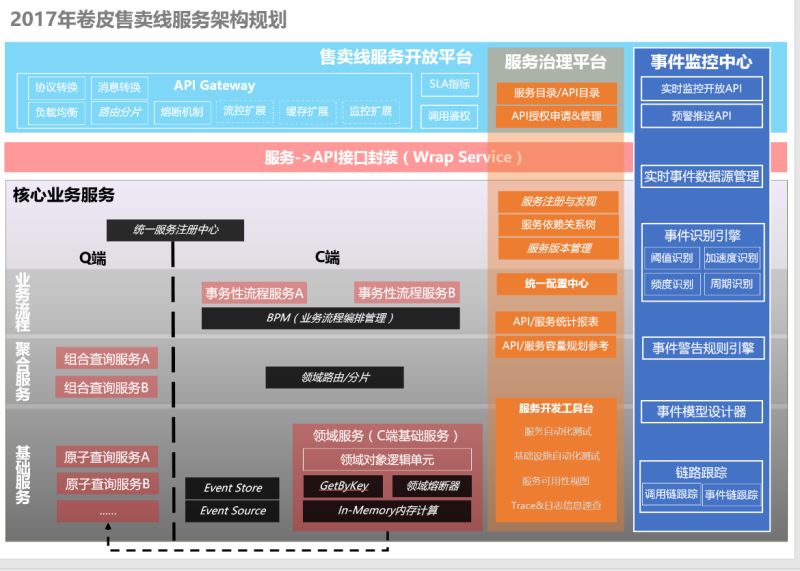 2017年卷皮售卖线服务架构规划
售卖线服务开放平台
协议转换
消息转换
API Gateway
负载均衡
路由分片
熔断机制
流控扩展
缓存扩展
监控扩展
SLA指标
调用鉴权
服务->API接口封装（Wrap Service）
核心业务服务
统一服务注册中心
Q端
C端
业务流程
事务性流程服务A
事务性流程服务B
BPM（业务流程编排管理）
聚合服务
组合查询服务A
组合查询服务B
领域路由/分片
基础服务
原子查询服务A
原子查询服务B
......
Event Store
Event Source
领域服务（C端基础服务）
领域对象逻辑单元
GetByKey
领域熔断器
In-Memory内存计算
服务治理平台
服务目录/API目录
API授权申请&管理
服务注册与发现
服务依赖关系树
服务版本管理
统一配置中心
API/服务统计报表
API/服务容量规划参考
服务开发工具台
服务自动化测试
基础设施自动化测试
服务可用性视图
Trace&日志信息速查
事件监控中心
实时监控开放API
预警推送API
实时事件数据源管理
事件识别引擎
阈值识别
加速度识别
频度识别
周期识别
事件警告规则引擎
事件模型设计器
链路跟踪
调用链跟踪
事件链跟踪